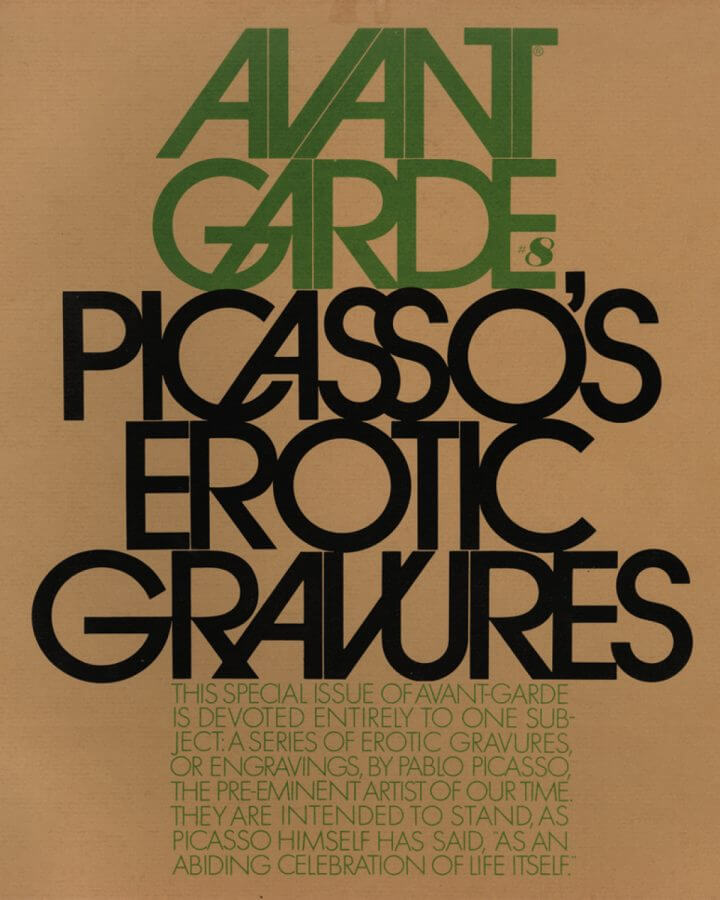 AVANT®
GARDE #8
PICASSO'S
EROTIC
GRAVURES
THIS SPECIAL ISSUE OF AVANT-GARDE
IS DEVOTED ENTIRELY TO ONE SUB-
JECT: A SERIES OF EROTIC GRAVURES,
OR ENGRAVINGS, BY PABLO PICASSO,
THE PRE-EMINENT ARTIST OF OUR TIME.
THEY ARE INTENDED TO STAND, AS
PICASSO HIMSELF HAS SAID, "AS AN
ABIDING CELEBRATION OF LIFE ITSELF."